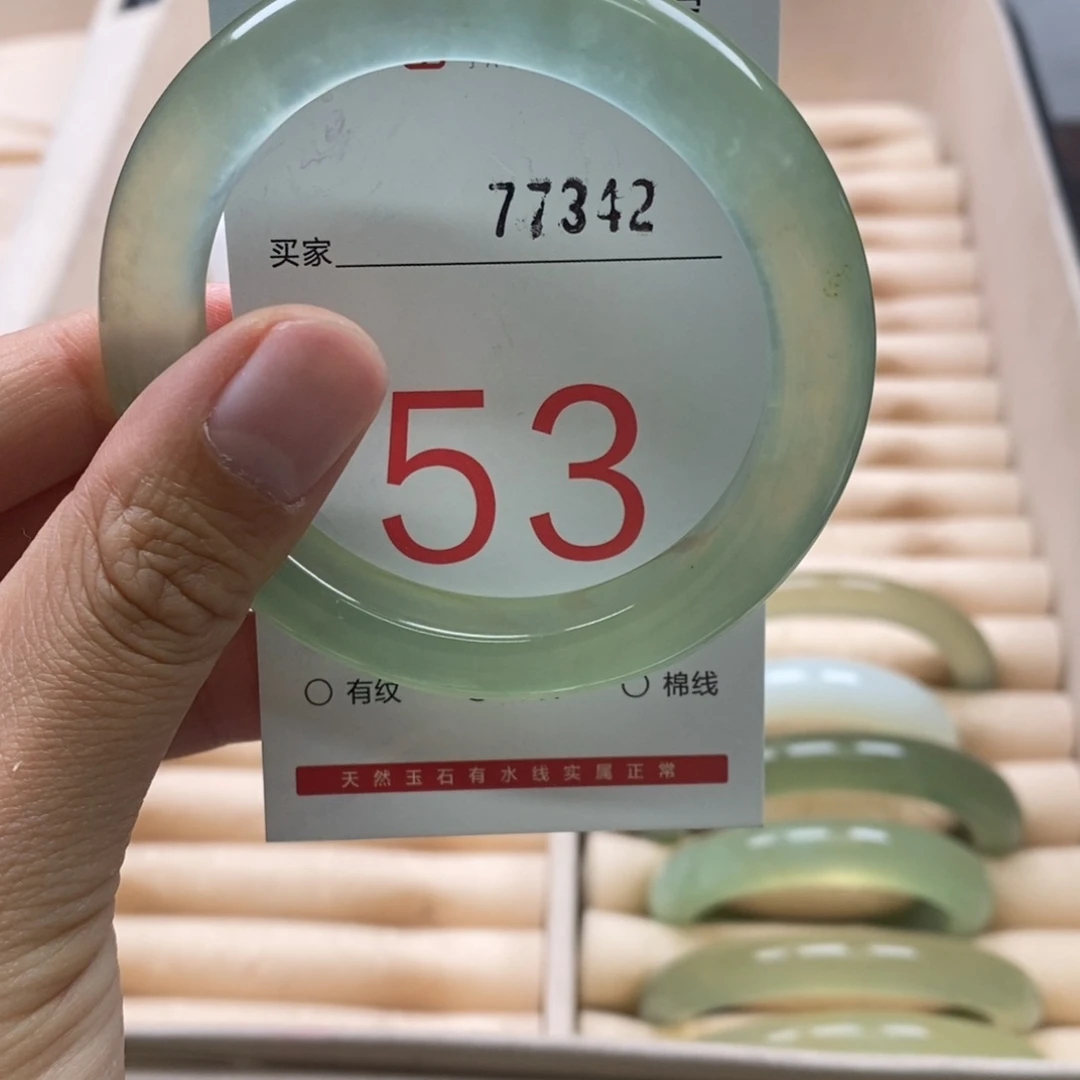 77342
买家
53
有纹
棉线
天然玉石有水线实属正常